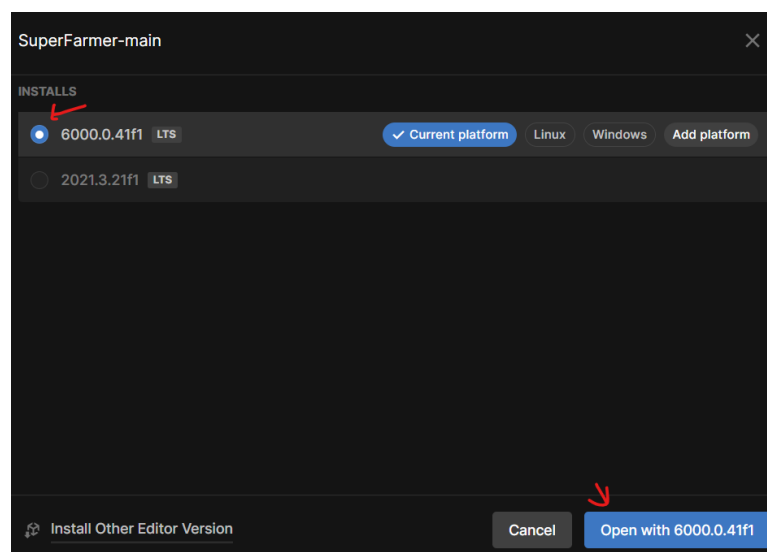 SuperFarmer-main
INSTALLS
6000.0.41f1 LTS Current platform Linux Windows Add platform
2021.3.21f1 LTS
Install Other Editor Version Cancel Open with 6000.0.41f1